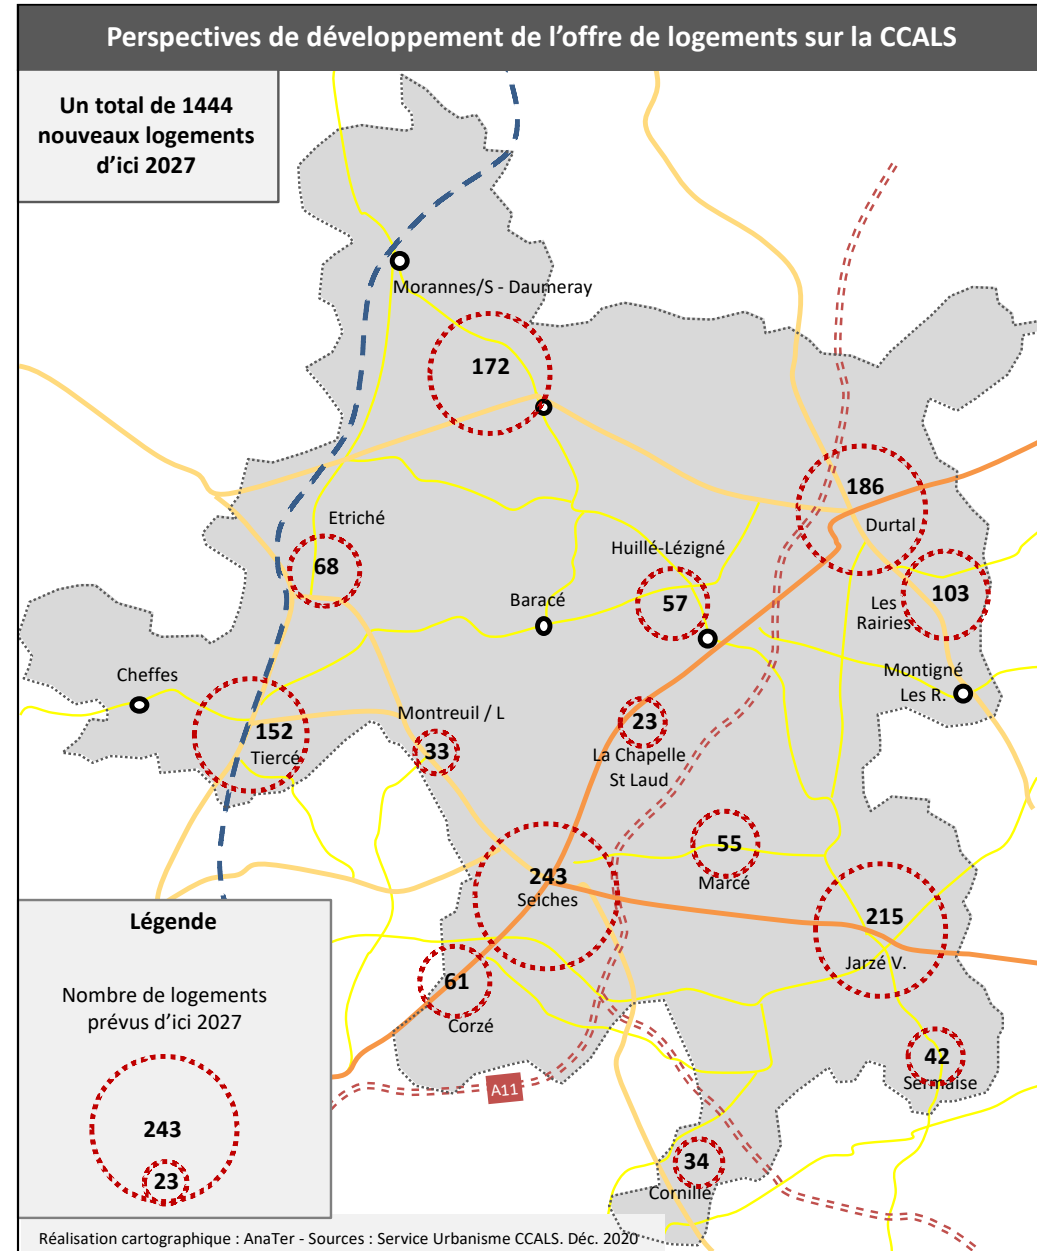 Perspectives de développement de l'offre de logements sur la CCALS
Un total de 1444
nouveaux logements
d'ici 2027
Morannes/S - Daumeray
172
186
Durtal
Etriché
68
Huillé-Lézigné
57
103
Les
Rairies
Baracé
Montigné
Les R.
Cheffes
152
Tiercé
Montreuil / L
33
23
La Chapelle
St Laud
55
Marcé
243
Seiches
215
Jarzé V.
61
Corzé
42
Sermaise
A11
34
Cornillé
Légende
Nombre de logements
prévus d'ici 2027
243
23
Réalisation cartographique : AnaTer - Sources : Service Urbanisme CCALS. Déc. 2020